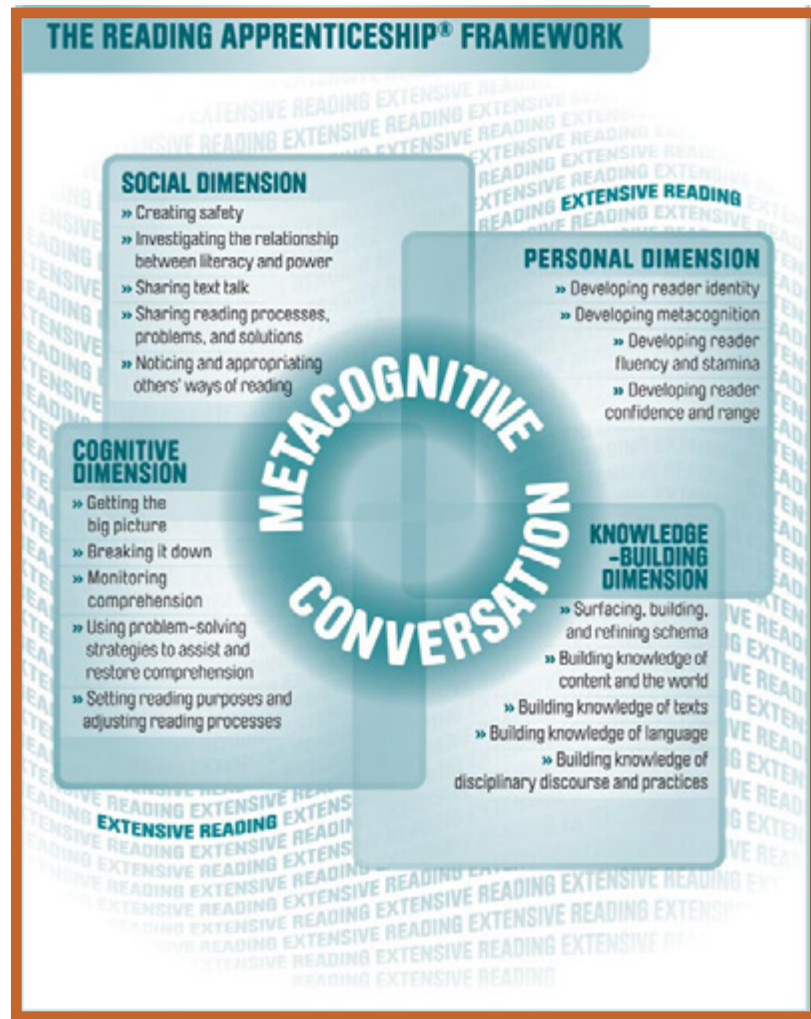 THE READING APPRENTICESHIP® FRAMEWORK
SOCIAL DIMENSION
» Creating safety
» Investigating the relationship
between literacy and power
» Sharing text talk
» Sharing reading processes,
problems, and solutions
» Noticing and appropriating
others' ways of reading
EXTENSIVE READING
PERSONAL DIMENSION
» Developing reader identity
» Developing metacognition
» Developing reader
fluency and stamina
» Developing reader
confidence and range
METACOGNITIVE
CONVERSATION
COGNITIVE
DIMENSION
» Getting the
big picture
» Breaking it down
» Monitoring
comprehension
» Using problem-solving
strategies to assist and
restore comprehension
» Setting reading purposes and
adjusting reading processes
KNOWLEDGE
-BUILDING
DIMENSION
» Surfacing, building,
and refining schema
» Building knowledge of
content and the world
» Building knowledge of texts
» Building knowledge of language
» Building knowledge of
disciplinary discourse and practices
EXTENSIVE READING